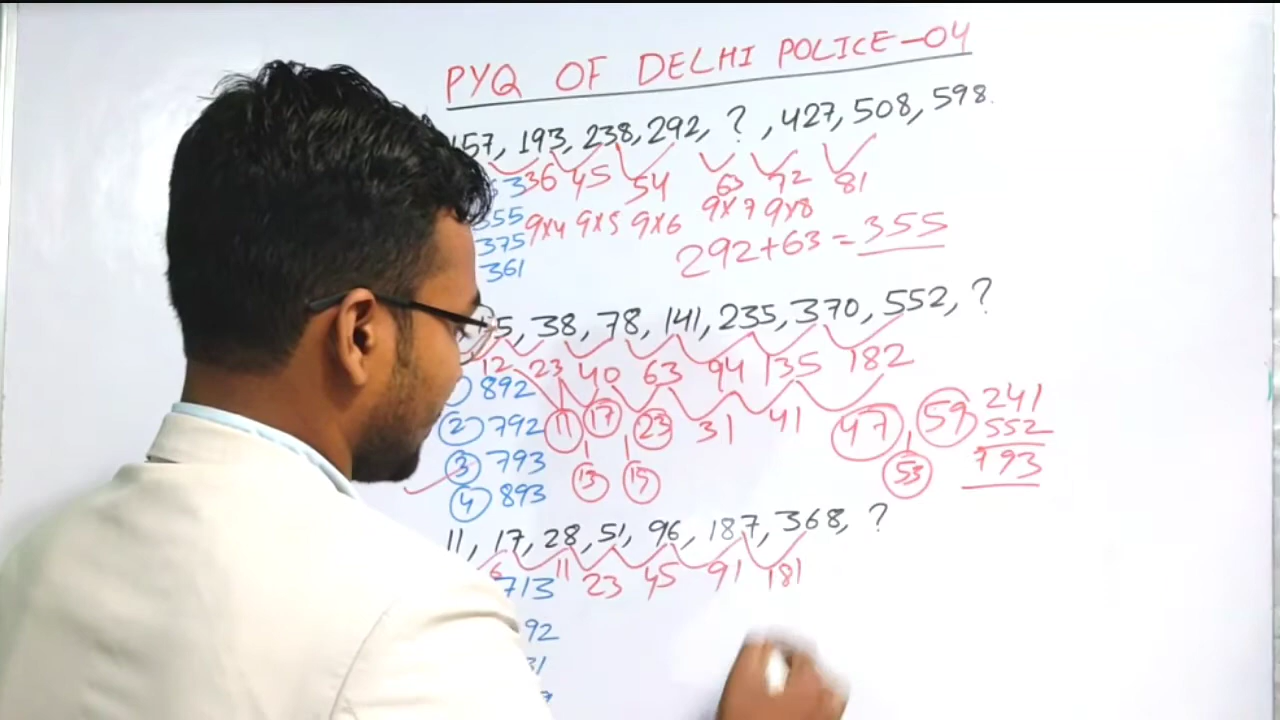 PYQ OF DELHI POLICE-04
157, 193, 238, 292, ?, 427, 508, 598
36 45 54 63 72 81
355 9x4 9x5 9x6 9x7 9x8
375 292+63=355
361
5, 38, 78, 141, 235, 370, 552, ?
12 23 40 63 94 135 182
892 241
② 792 11 17 23 31 41 47 59 552
③ 793 13 15 53 793
④ 893
11, 17, 28, 51, 96, 187, 368, ?
6 11 23 45 91 181
713
92
31